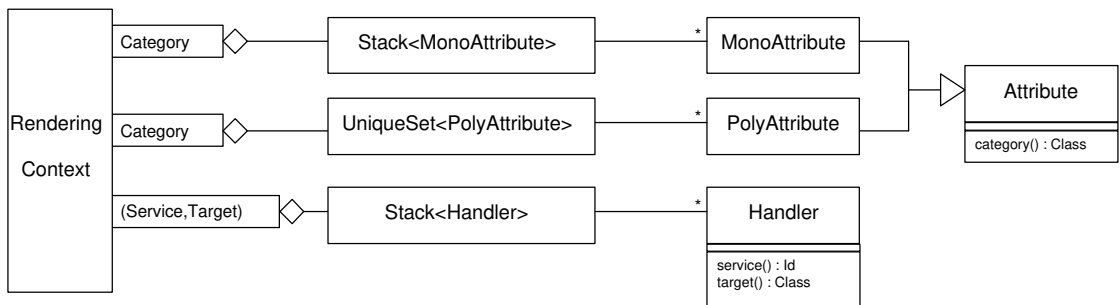 Rendering
Context
Category
Stack<MonoAttribute>
*
MonoAttribute
Category
UniqueSet<PolyAttribute>
*
PolyAttribute
Attribute
category() : Class
(Service,Target)
Stack<Handler>
*
Handler
service() : Id
target() : Class